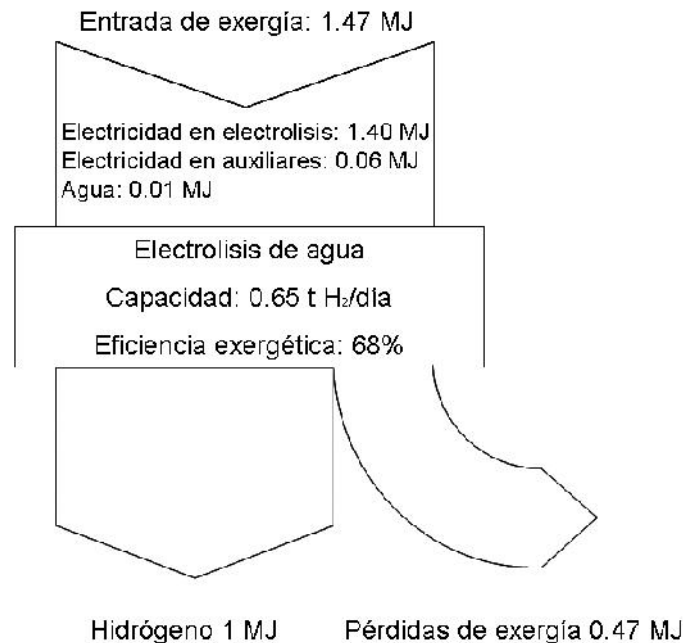 Entrada de exergía: 1.47 MJ
Electricidad en electrolisis: 1.40 MJ
Electricidad en auxiliares: 0.06 MJ
Agua: 0.01 MJ
Electrolisis de agua
Capacidad: 0.65 t H₂/día
Eficiencia exergética: 68%
Hidrógeno 1 MJ
Pérdidas de exergía 0.47 MJ